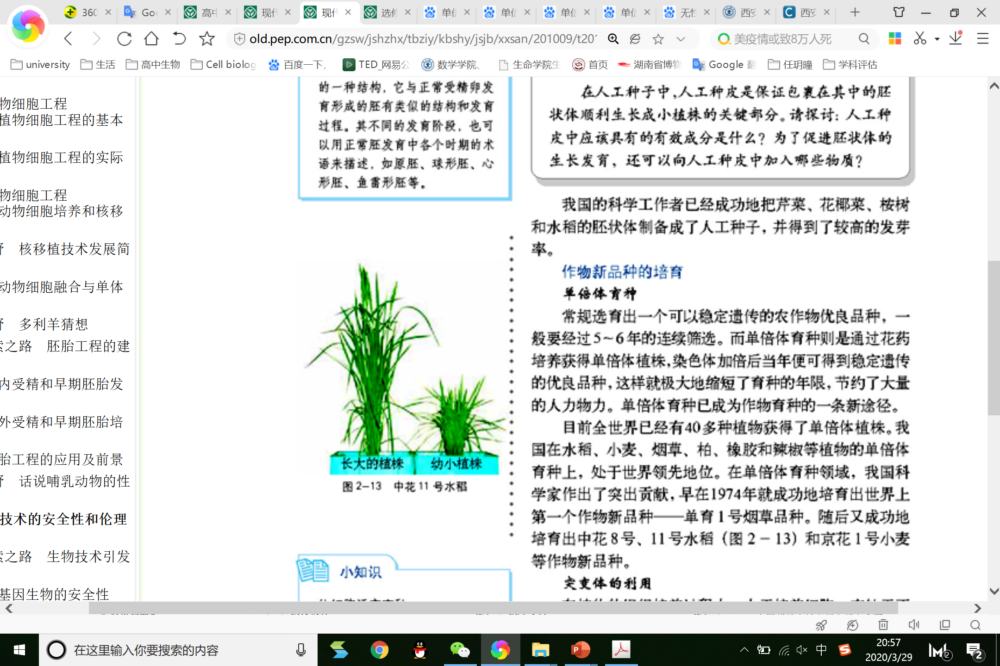 360
Goo
高中
现代
现代
选修
单倍
单倍
单倍
单倍
无性
西安
西安
old.pep.com.cn/gzsw/jshzhx/tbziy/kbshy/jsjb/xxsan/201009/t201
美疫情或致8万人死
university
生活
高中生物
Cell biolog
百度一下,
TED_网易公
数学学院、
生命学院生
首页
湖南省博物
Google 翻
任玥瞳
学科评估
物细胞工程
植物细胞工程的基本
植物细胞工程的实际
物细胞工程
动物细胞培养和核移
野 核移植技术发展简
动物细胞融合与单体
野 多利羊猜想
索之路 胚胎工程的建
内受精和早期胚胎发
外受精和早期胚胎培
胎工程的应用及前景
野 话说哺乳动物的性
技术的安全性和伦理
索之路 生物技术引发
基因生物的安全性
的一种结构，它与正常受精卵发
育形成的胚有类似的结构和发育
过程。其不同的发育阶段，也可
以用正常胚发育中各个时期的术
语来描述，如原胚、球形胚、心
形胚、鱼雷形胚等。
长大的植株
幼小植株
图2-13 中花11号水稻
小知识
在人工种子中，人工种皮是保证包裹在其中的胚
状体顺利生长成小植株的关键部分。请探讨：人工种
皮中应该具有的有效成分是什么？为了促进胚状体的
生长发育，还可以向人工种皮中加入哪些物质？
我国的科学工作者已经成功地把芹菜、花椰菜、桉树
和水稻的胚状体制备成了人工种子，并得到了较高的发芽
率。
作物新品种的培育
单倍体育种
常规选育出一个可以稳定遗传的农作物优良品种，一
般要经过5～6年的连续筛选。而单倍体育种则是通过花药
培养获得单倍体植株，染色体加倍后当年便可得到稳定遗传
的优良品种，这样就极大地缩短了育种的年限，节约了大量
的人力物力。单倍体育种已成为作物育种的一条新途径。
目前全世界已经有40多种植物获得了单倍体植株。我
国在水稻、小麦、烟草、柏、橡胶和辣椒等植物的单倍体
育种上，处于世界领先地位。在单倍体育种领域，我国科
学家作出了突出贡献，早在1974年就成功地培育出世界上
第一个作物新品种——单育1号烟草品种。随后又成功地
培育出中花8号、11号水稻（图2－13）和京花1号小麦
等作物新品种。
突变体的利用
在这里输入你要搜索的内容
中
20:57
2020/3/29
2
2